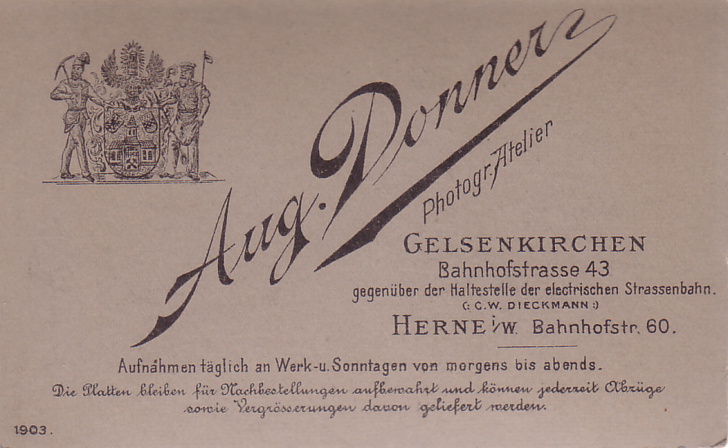 Aug. Donner
Photogr. Atelier
GELSENKIRCHEN
Bahnhofstrasse 43
gegenüber der Haltestelle der electrischen Strassenbahn.
(: C.W. DIECKMANN :)
HERNE i/W. Bahnhofstr. 60.
Aufnahmen täglich an Werk-u. Sonntagen von morgens bis abends.
Die Platten bleiben für Nachbestellungen aufbewahrt und können jederzeit Abzüge
sowie Vergrösserungen davon geliefert werden.
1903.